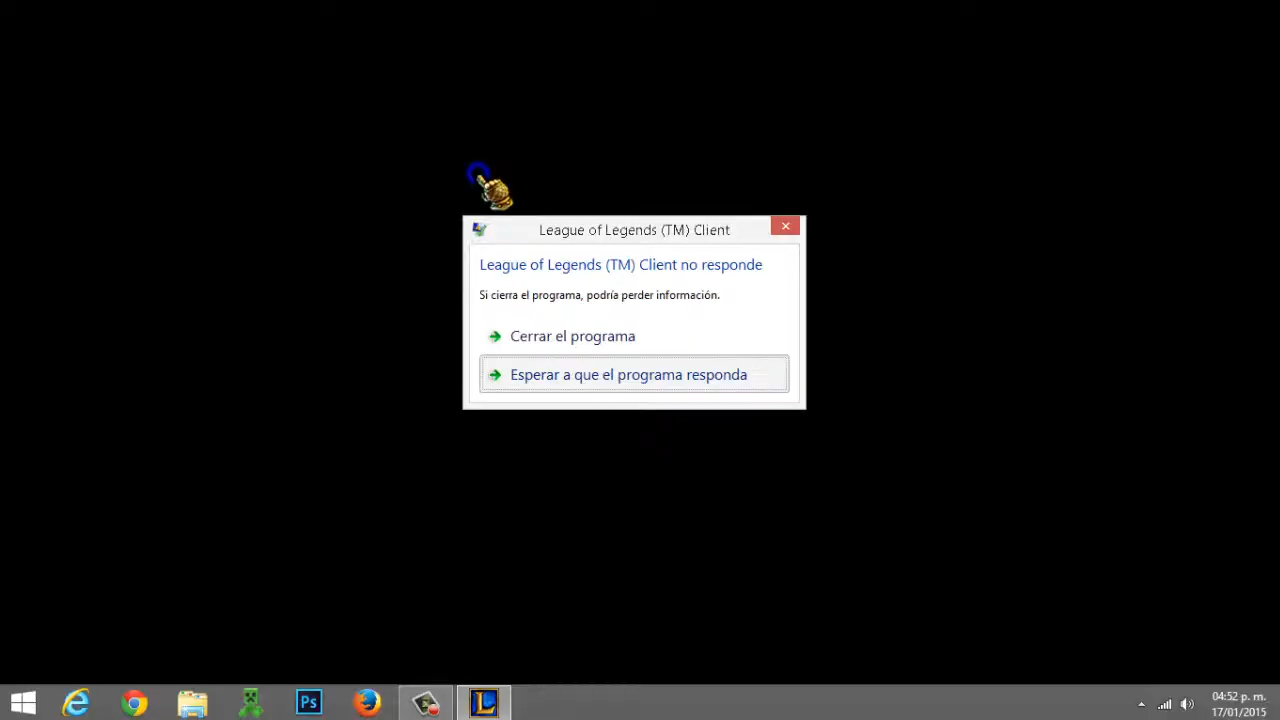 League of Legends (TM) Client
League of Legends (TM) Client no responde
Si cierra el programa, podría perder información.
Cerrar el programa
Esperar a que el programa responda
Ps
L
04:52 p. m.
17/01/2015